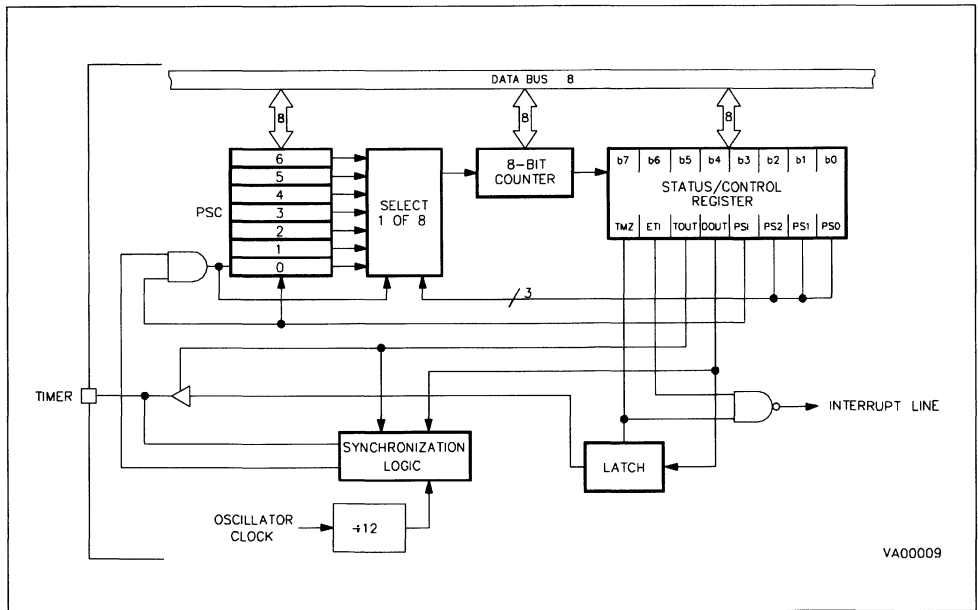 DATA BUS 8
8 8 8
6
5
4
3
2
1
0
PSC
SELECT
1 OF 8
8-BIT
COUNTER
b7 b6 b5 b4 b3 b2 b1 b0
STATUS/CONTROL
REGISTER
TMZ ETI TOUT DOUT PSI PS2 PS1 PS0
3
TIMER
SYNCHRONIZATION
LOGIC
LATCH
INTERRUPT LINE
OSCILLATOR
CLOCK
÷12
VA00009